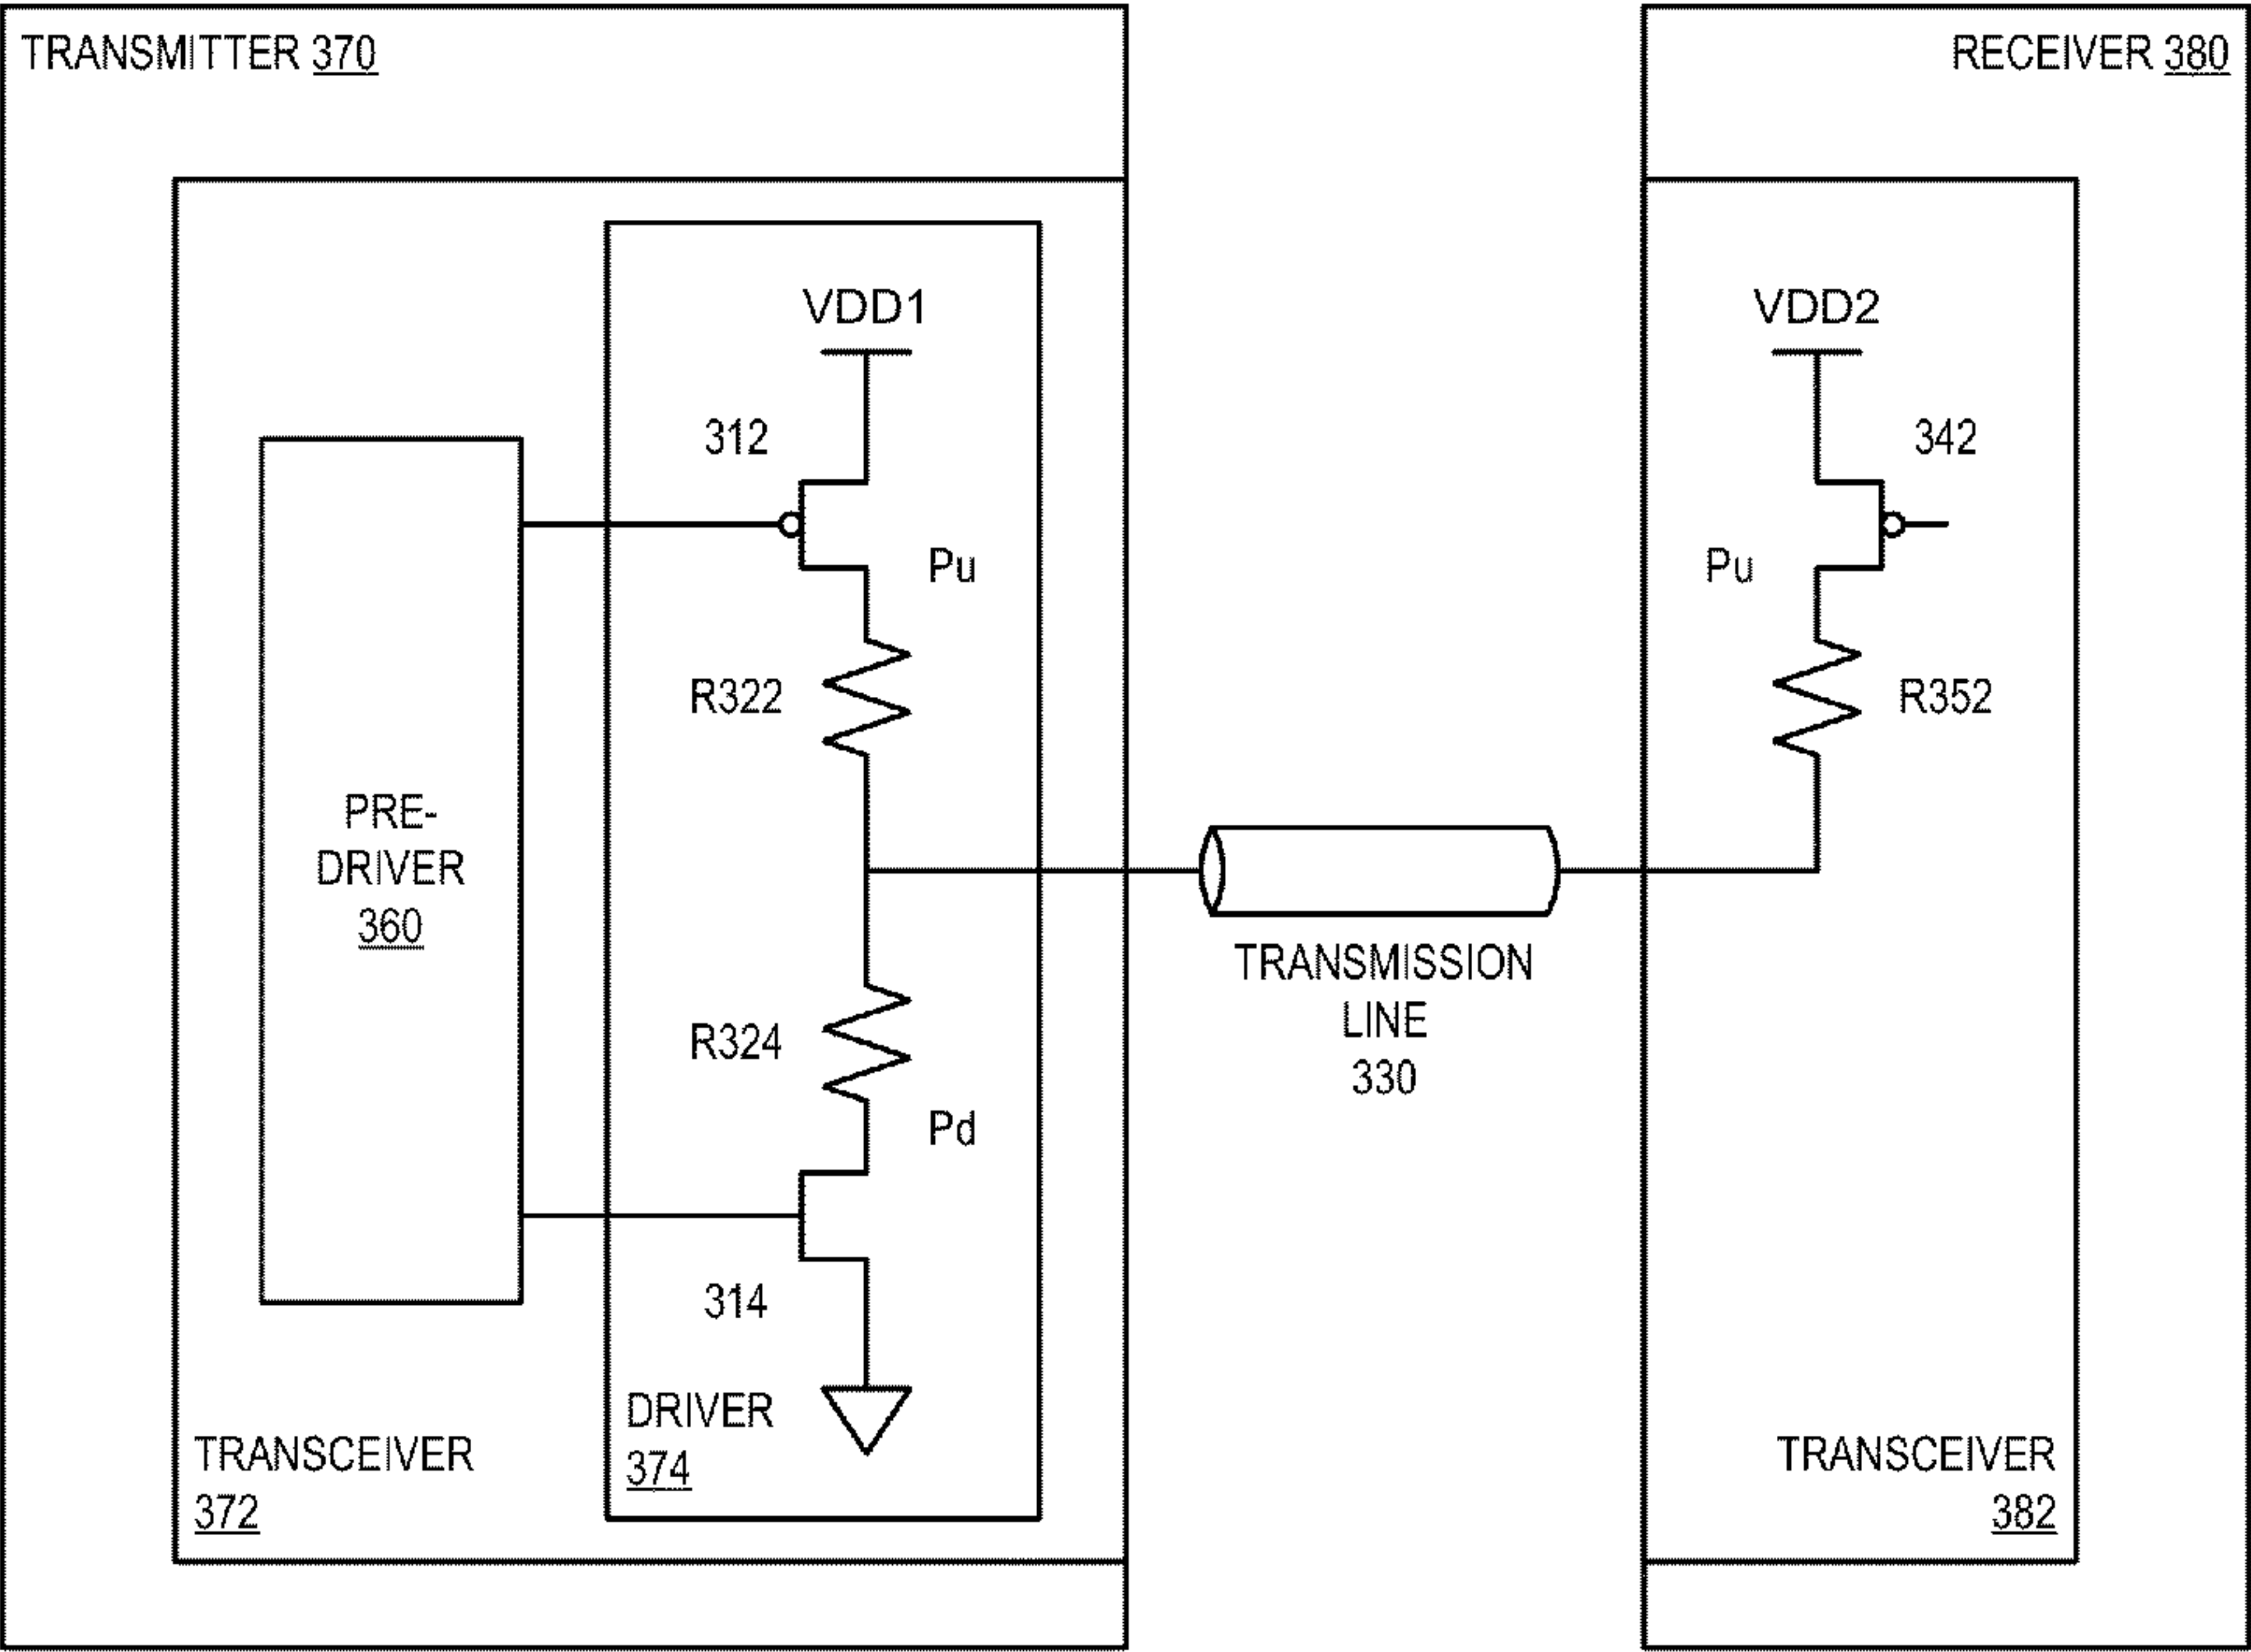 TRANSMITTER 370
RECEIVER 380
VDD1
VDD2
312
342
Pu
Pu
R322
R352
PRE-
DRIVER
360
TRANSMISSION
LINE
330
R324
Pd
314
DRIVER
374
TRANSCEIVER
372
TRANSCEIVER
382